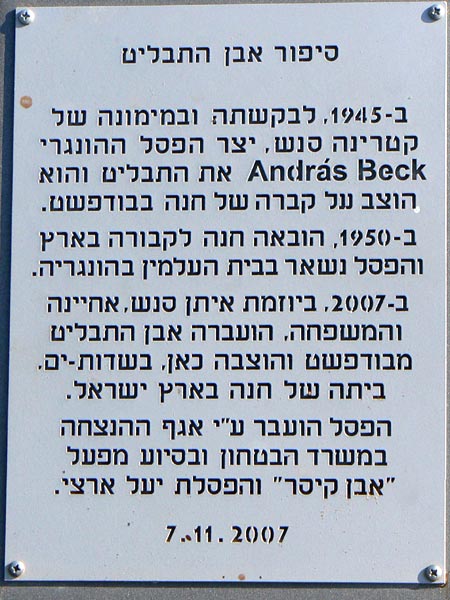 סיפור אבן התבליט
ב-1945, לבקשתה ובמימונה של
קטרינה סנש, יצר הפסל ההונגרי
András Beck את התבליט והוא
הוצב על קברה של חנה בבודפשט.
ב-1950, הובאה חנה לקבורה בארץ
והפסל נשאר בבית העלמין בהונגריה.
ב-2007, ביוזמת איתן סנש, אחיינה
והמשפחה, הועברה אבן התבליט
מבודפשט והוצבה כאן, בשדות-ים,
ביתה של חנה בארץ ישראל.
הפסל הועבר ע"י אגף ההנצחה
במשרד הבטחון ובסיוע מפעל
"אבן קיסר" והפסלת יעל ארצי.
7.11.2007